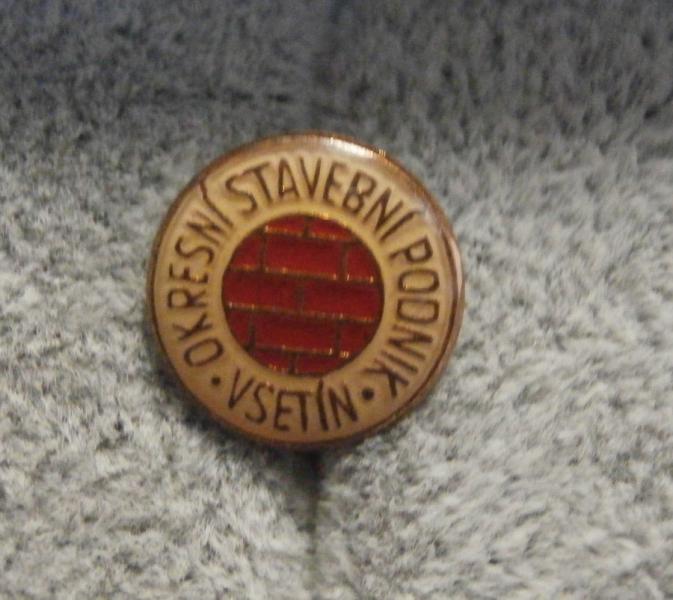 OKRESNÍ STAVEBNÍ PODNIK
• VSETÍN •